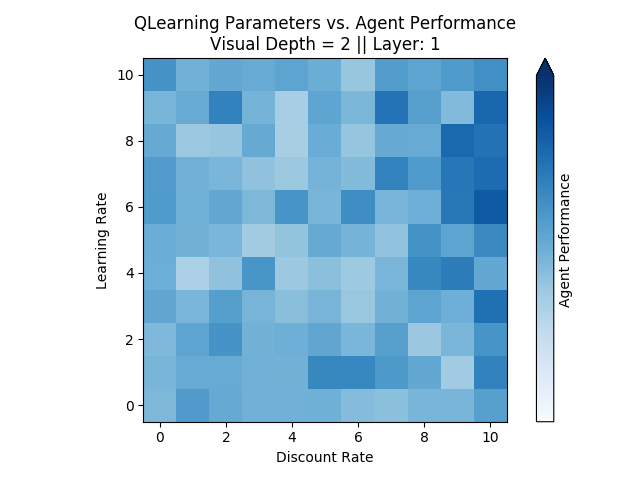 QLearning Parameters vs. Agent Performance
Visual Depth = 2 || Layer: 1
10
8
6
4
2
0
Learning Rate
0 2 4 6 8 10
Discount Rate
Agent Performance